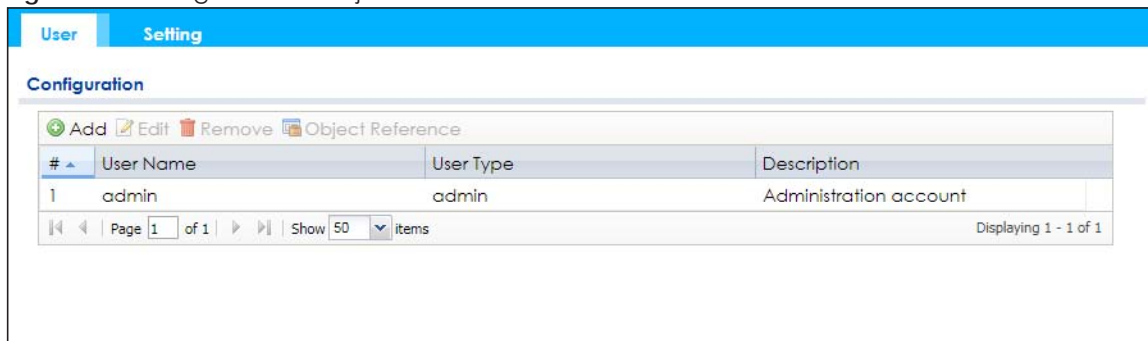 User Setting
Configuration
Add Edit Remove Object Reference
# User Name User Type Description
1 admin admin Administration account
Page 1 of 1 Show 50 items Displaying 1 - 1 of 1